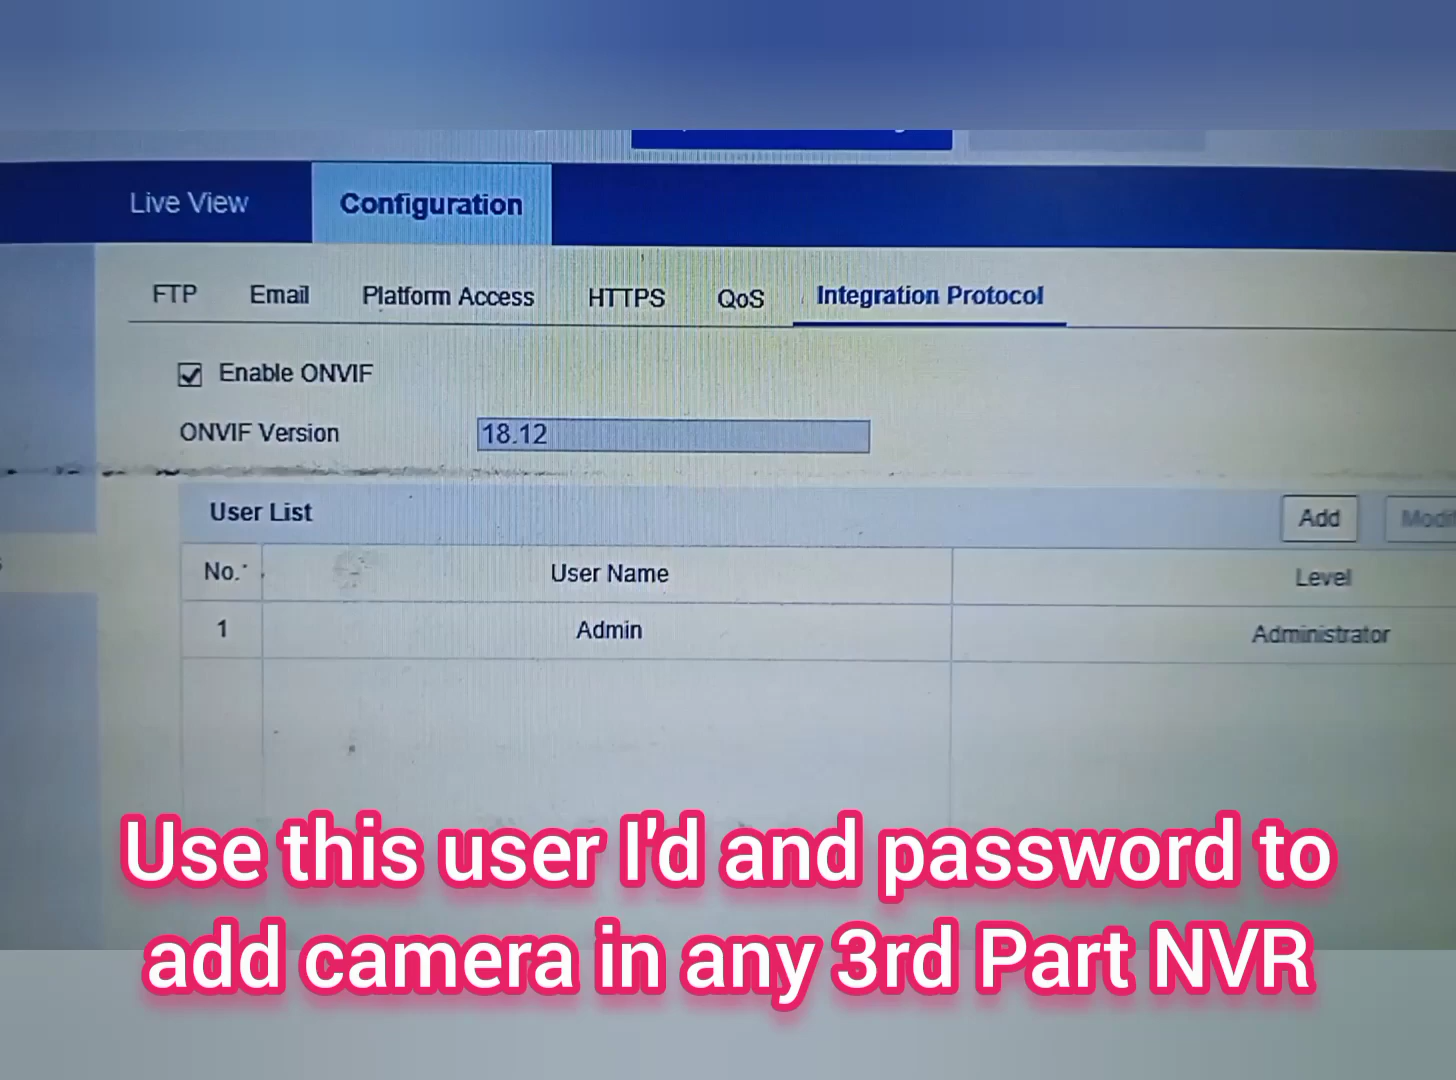 Live View Configuration
FTP Email Platform Access HTTPS QoS Integration Protocol
Enable ONVIF
ONVIF Version 18.12
User List Add
No. User Name Level
1 Admin Administrator
Use this user I'd and password to
add camera in any 3rd Part NVR